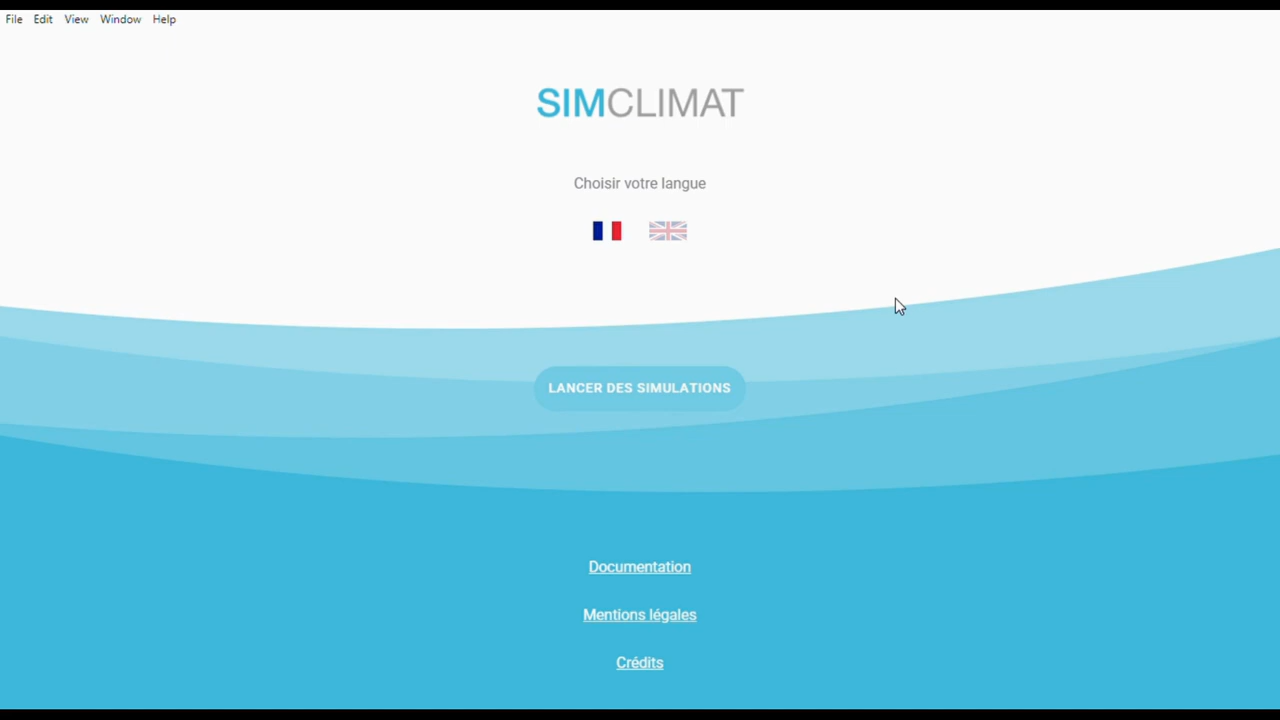 File Edit View Window Help
SIMCLIMAT
Choisir votre langue
LANCER DES SIMULATIONS
Documentation
Mentions légales
Crédits